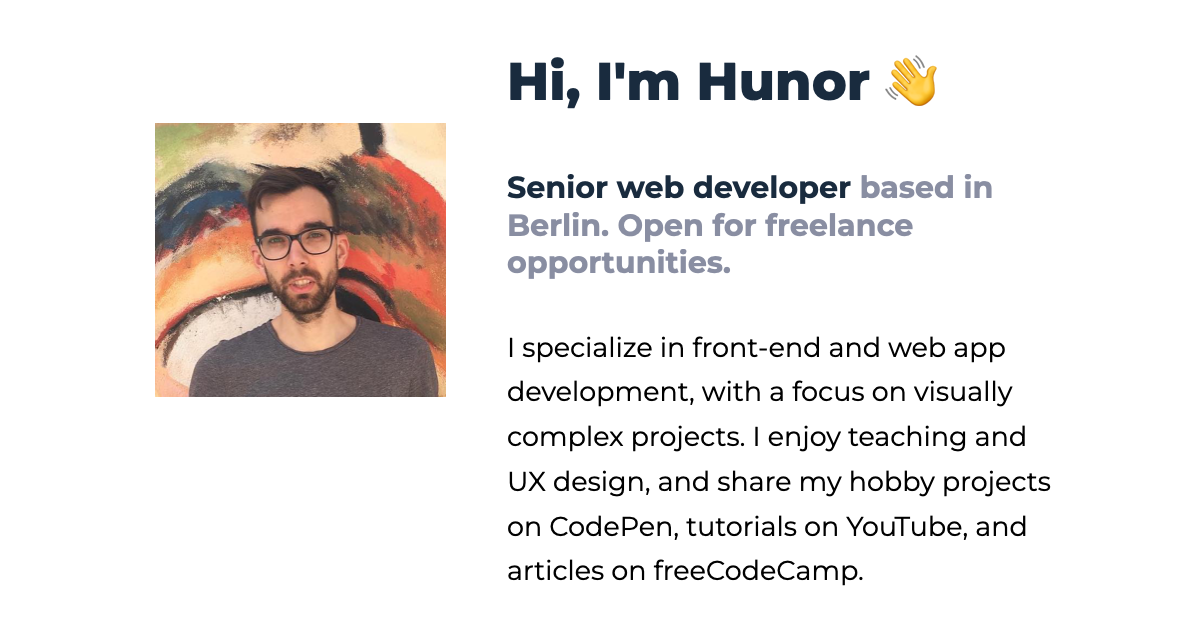 Hi, I'm Hunor 👋
Senior web developer based in
Berlin. Open for freelance
opportunities.
I specialize in front-end and web app
development, with a focus on visually
complex projects. I enjoy teaching and
UX design, and share my hobby projects
on CodePen, tutorials on YouTube, and
articles on freeCodeCamp.